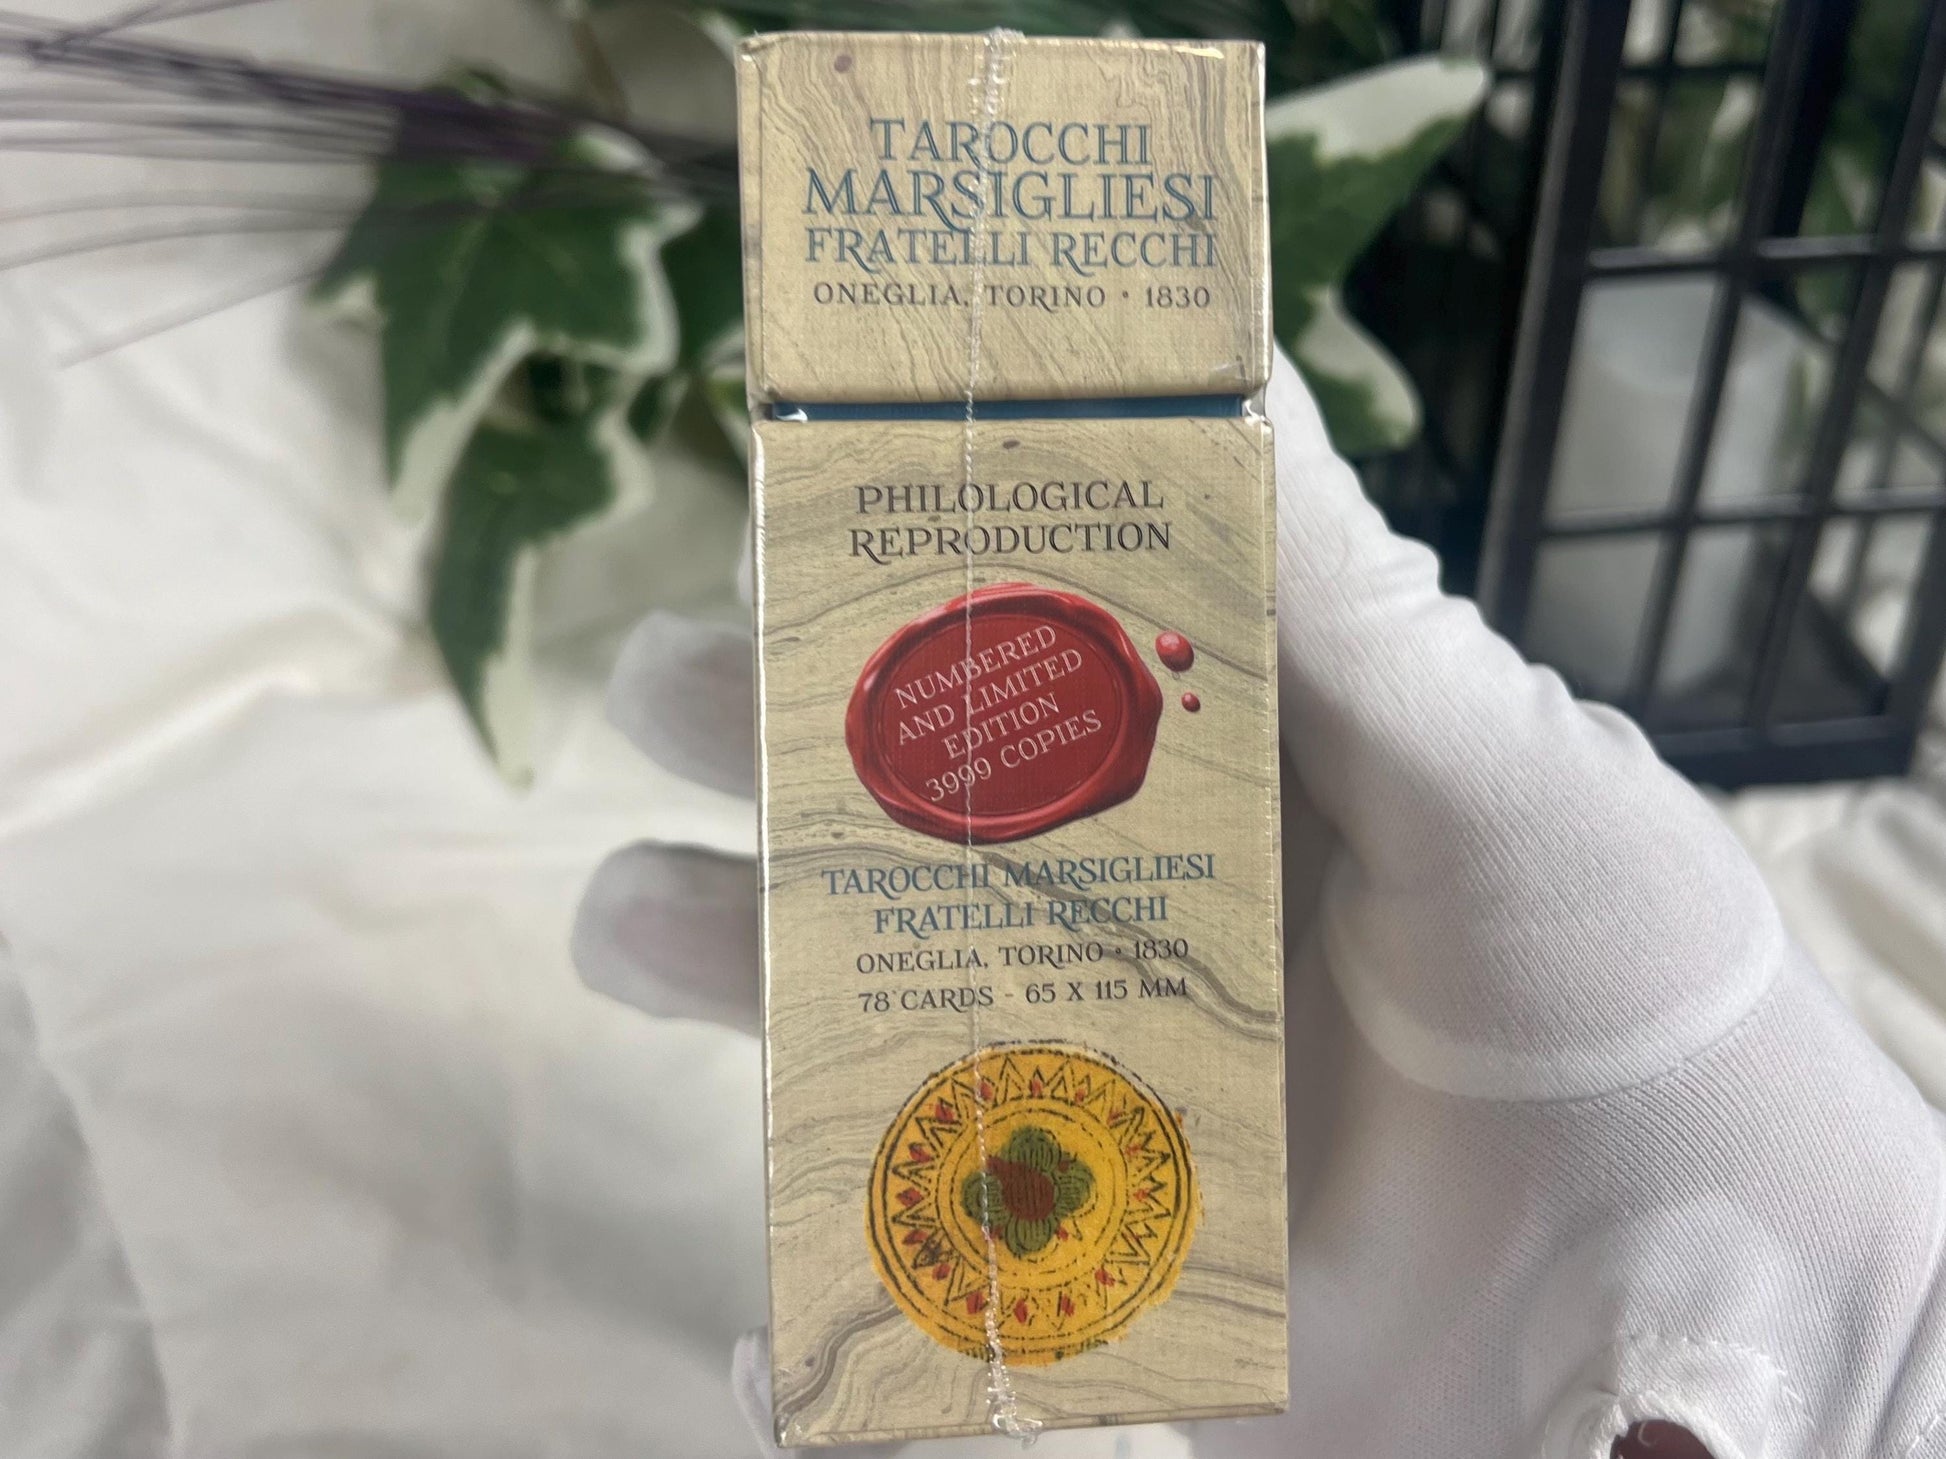 TAROCCHI
MARSIGLIESI
FRATELLI RECCHI
ONEGLIA, TORINO • 1830
PHILOLOGICAL
REPRODUCTION
NUMBERED
AND LIMITED
EDITION
3999 COPIES
TAROCCHI MARSIGLIESI
FRATELLI RECCHI
ONEGLIA, TORINO • 1830
78 CARDS - 65 X 115 MM